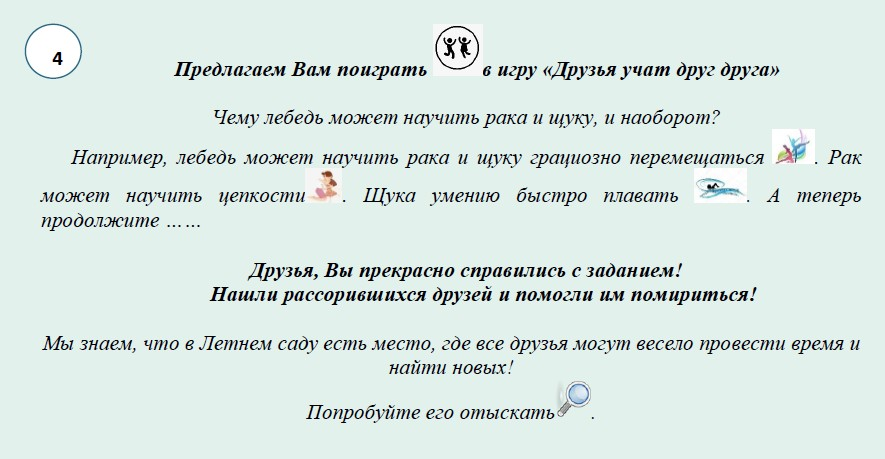 4
Предлагаем Вам поиграть в игру «Друзья учат друг друга»
Чему лебедь может научить рака и щуку, и наоборот?
Например, лебедь может научить рака и щуку грациозно перемещаться . Рак
может научить цепкости . Щука умению быстро плавать . А теперь
продолжите ……
Друзья, Вы прекрасно справились с заданием!
Нашли рассорившихся друзей и помогли им помириться!
Мы знаем, что в Летнем саду есть место, где все друзья могут весело провести время и
найти новых!
Попробуйте его отыскать .